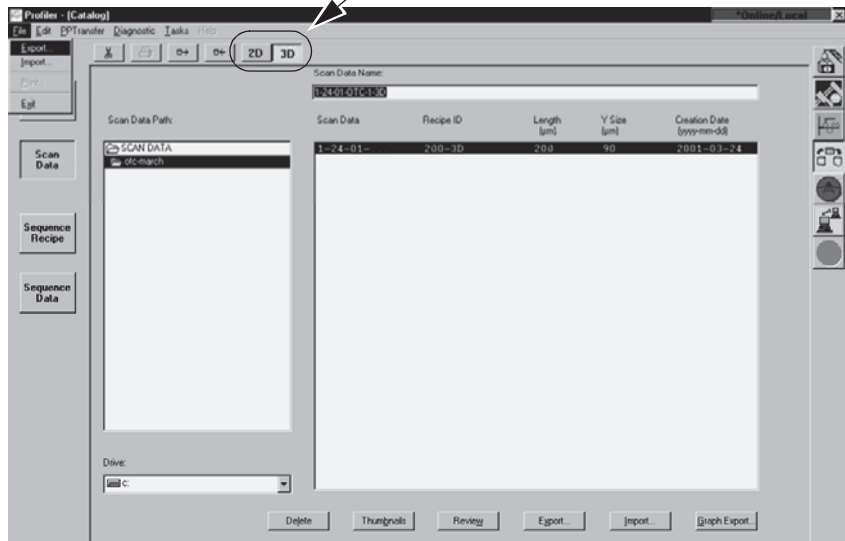 Profiler - [Catalog]
*Online/Local
File Edit PPTransfer Diagnostic Tasks Help
Export...
Import...
Print...
Exit
2D 3D
Scan Data Name:
1-24-01-OTC-1-3D
Scan Data Path:
Scan Data Recipe ID Length (µm) Y Size (µm) Creation Date (yyyy-mm-dd)
SCAN DATA
otc-march
1-24-01-... 200-3D 200 90 2001-03-24
Scan Data
Sequence Recipe
Sequence Data
Drive:
c:
Delete Thumbnails Review Export... Import... Graph Export...